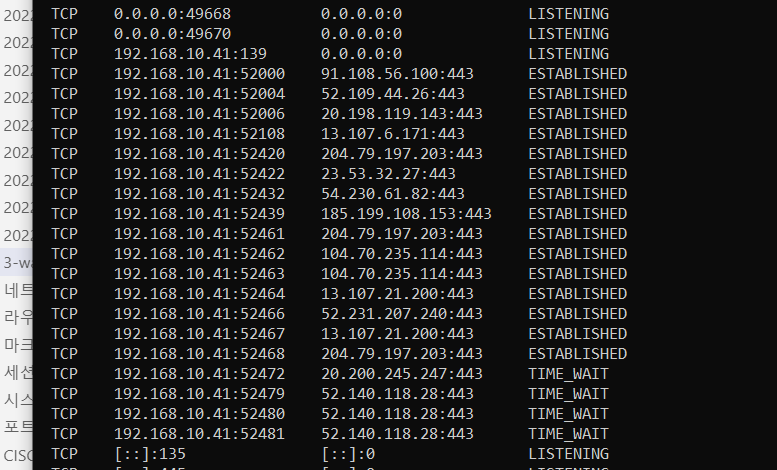 TCP 0.0.0.0:49668 0.0.0.0:0 LISTENING
TCP 0.0.0.0:49670 0.0.0.0:0 LISTENING
TCP 192.168.10.41:139 0.0.0.0:0 LISTENING
TCP 192.168.10.41:52000 91.108.56.100:443 ESTABLISHED
TCP 192.168.10.41:52004 52.109.44.26:443 ESTABLISHED
TCP 192.168.10.41:52006 20.198.119.143:443 ESTABLISHED
TCP 192.168.10.41:52108 13.107.6.171:443 ESTABLISHED
TCP 192.168.10.41:52420 204.79.197.203:443 ESTABLISHED
TCP 192.168.10.41:52422 23.53.32.27:443 ESTABLISHED
TCP 192.168.10.41:52432 54.230.61.82:443 ESTABLISHED
TCP 192.168.10.41:52439 185.199.108.153:443 ESTABLISHED
TCP 192.168.10.41:52461 204.79.197.203:443 ESTABLISHED
TCP 192.168.10.41:52462 104.70.235.114:443 ESTABLISHED
TCP 192.168.10.41:52463 104.70.235.114:443 ESTABLISHED
TCP 192.168.10.41:52464 13.107.21.200:443 ESTABLISHED
TCP 192.168.10.41:52466 52.231.207.240:443 ESTABLISHED
TCP 192.168.10.41:52467 13.107.21.200:443 ESTABLISHED
TCP 192.168.10.41:52468 204.79.197.203:443 ESTABLISHED
TCP 192.168.10.41:52472 20.200.245.247:443 TIME_WAIT
TCP 192.168.10.41:52479 52.140.118.28:443 TIME_WAIT
TCP 192.168.10.41:52480 52.140.118.28:443 TIME_WAIT
TCP 192.168.10.41:52481 52.140.118.28:443 TIME_WAIT
TCP [::]:135 [::]:0 LISTENING
2022
2022
2022
2022
2022
2022
2022
2022
2022
3-wa
네트
라우
마크
세션
시스
포트
CISC